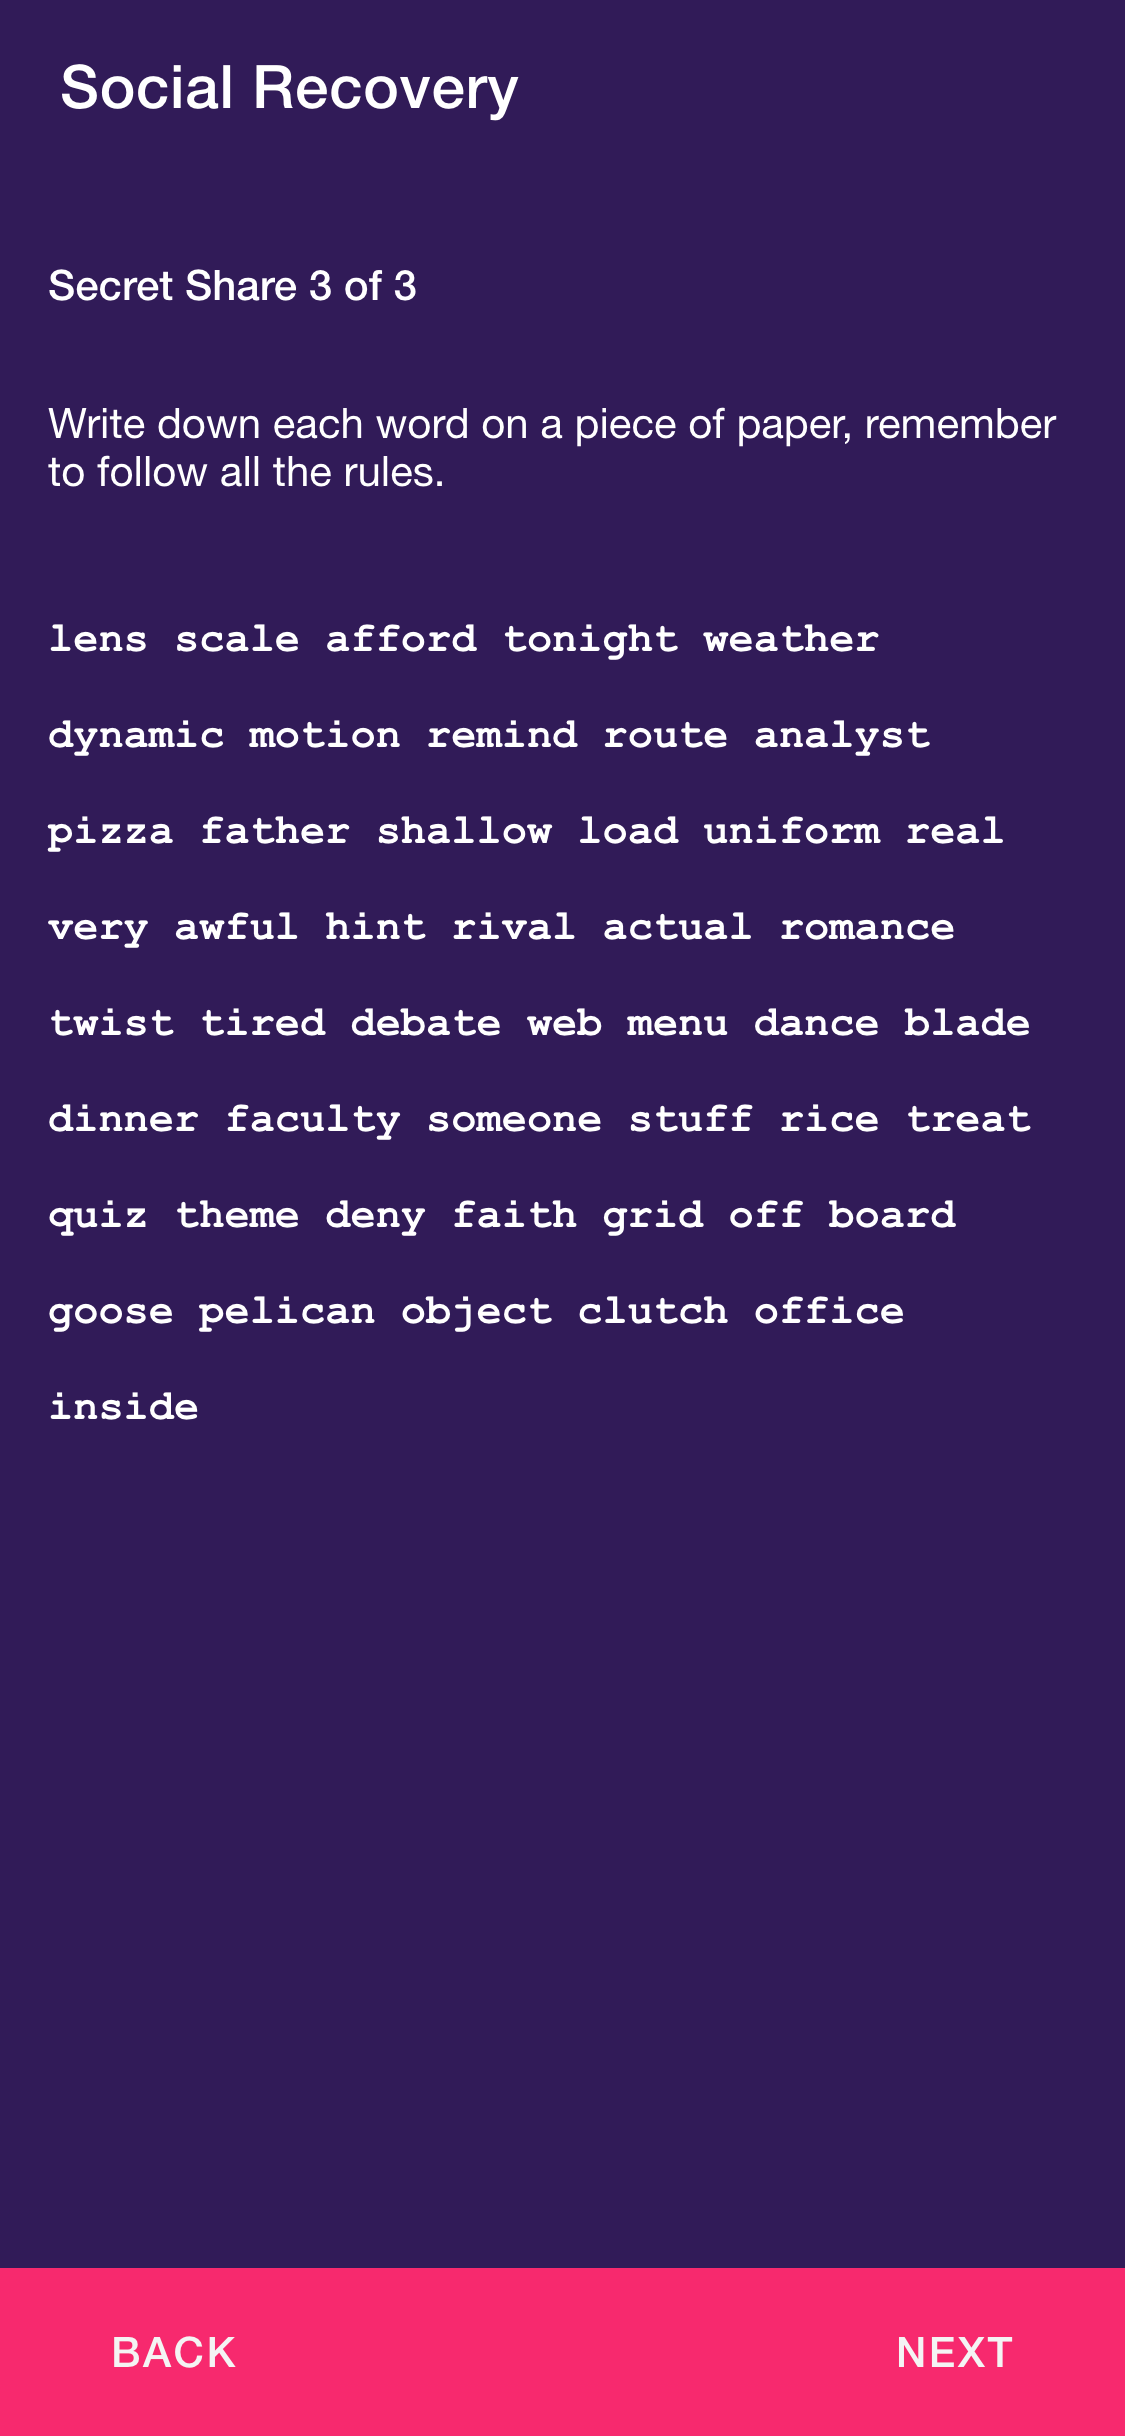 Social Recovery
Secret Share 3 of 3
Write down each word on a piece of paper, remember
to follow all the rules.
lens scale afford tonight weather
dynamic motion remind route analyst
pizza father shallow load uniform real
very awful hint rival actual romance
twist tired debate web menu dance blade
dinner faculty someone stuff rice treat
quiz theme deny faith grid off board
goose pelican object clutch office
inside
BACK NEXT